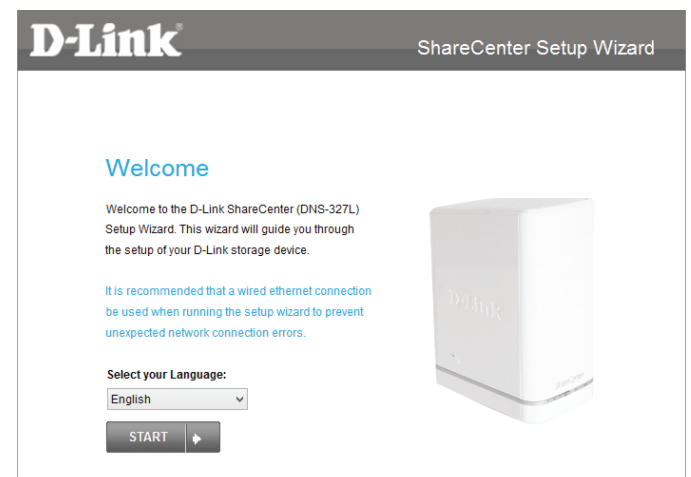 D-Link
ShareCenter Setup Wizard
Welcome
Welcome to the D-Link ShareCenter (DNS-327L)
Setup Wizard. This wizard will guide you through
the setup of your D-Link storage device.
It is recommended that a wired ethernet connection
be used when running the setup wizard to prevent
unexpected network connection errors.
Select your Language:
English
START
D-Link
ShareCenter